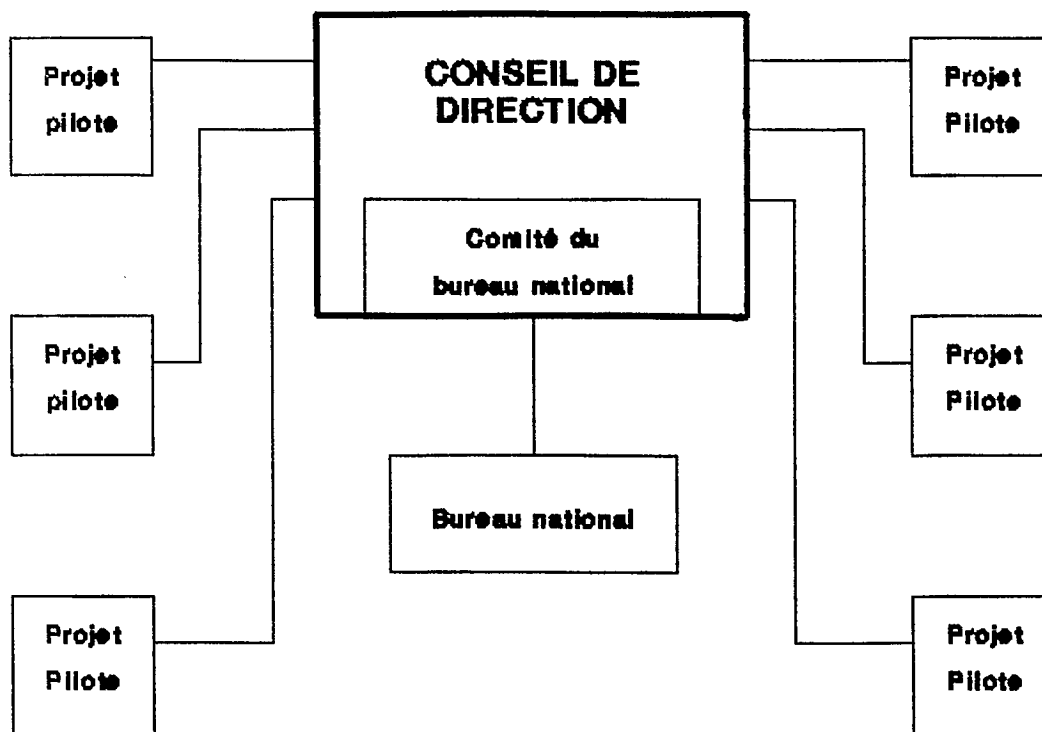 Projet
pilote
CONSEIL DE
DIRECTION
Projet
Pilote
Comité du
bureau national
Projet
pilote
Projet
Pilote
Bureau national
Projet
Pilote
Projet
Pilote